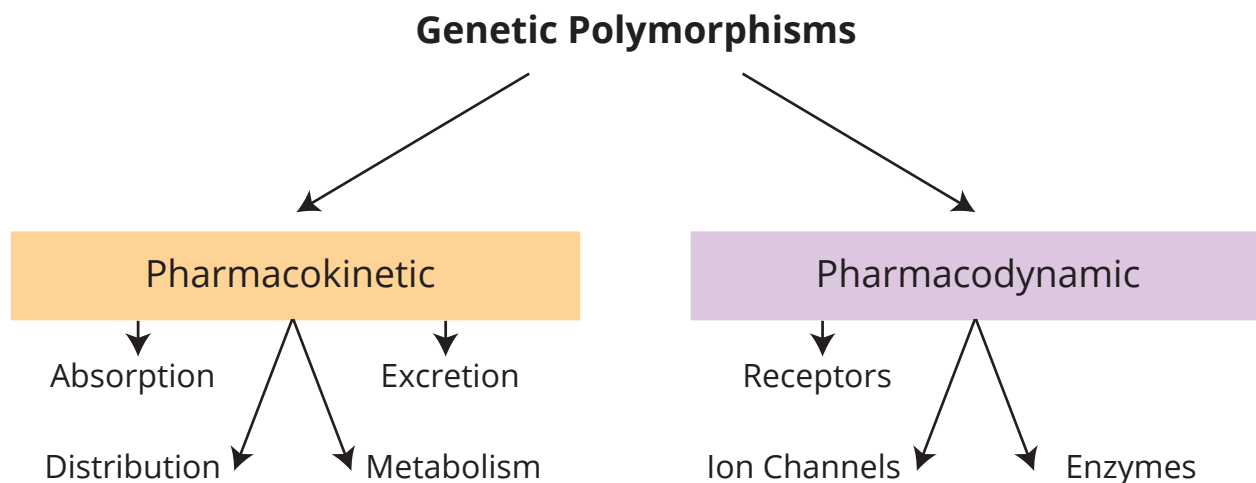 Genetic Polymorphisms
Pharmacokinetic
Pharmacodynamic
Absorption
Excretion
Receptors
Distribution
Metabolism
Ion Channels
Enzymes